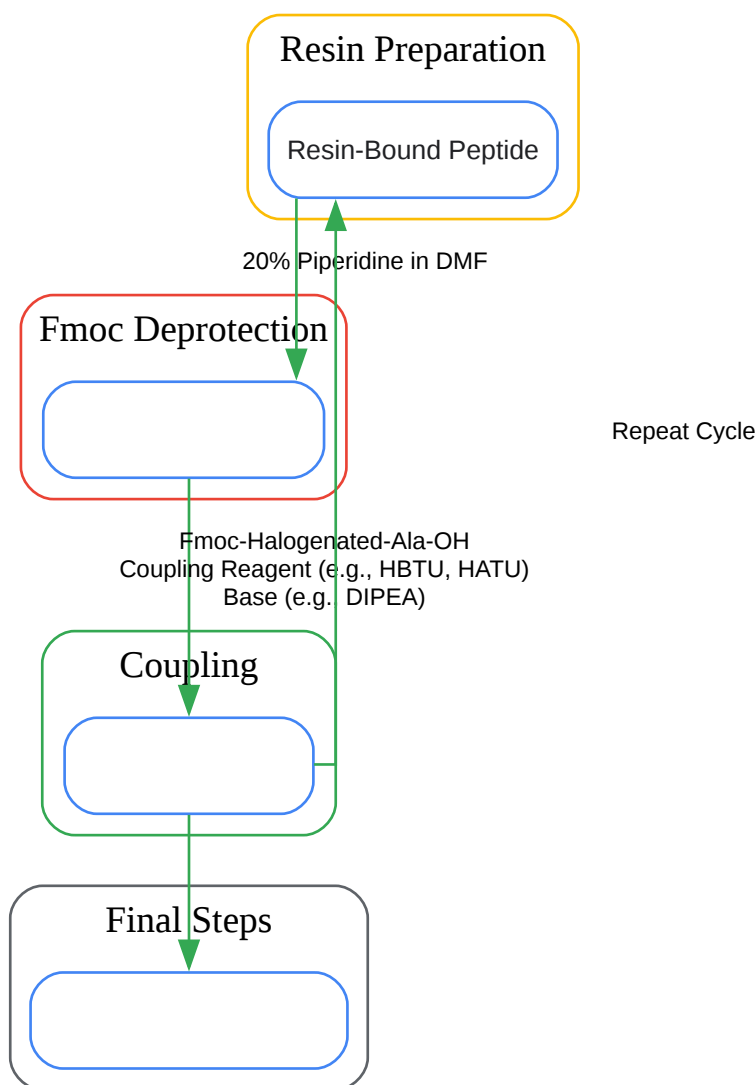 Resin Preparation
Resin-Bound Peptide
20% Piperidine in DMF
Fmoc Deprotection
Repeat Cycle
Fmoc-Halogenated-Ala-OH
Coupling Reagent (e.g., HBTU, HATU)
Base (e.g., DIPEA)
Coupling
Final Steps